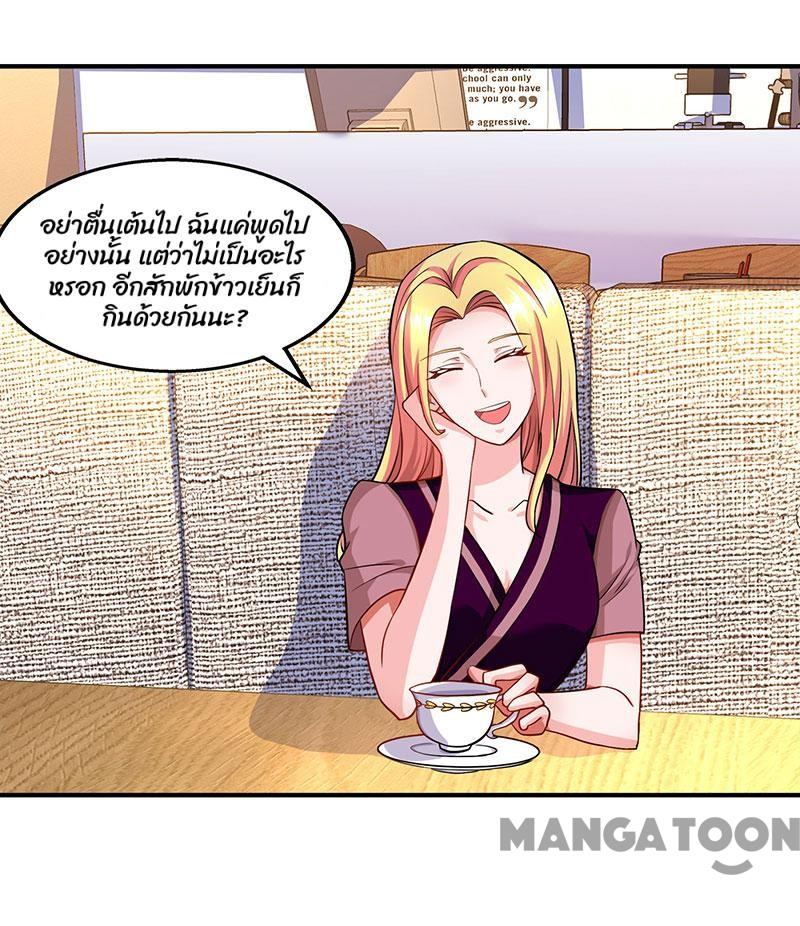 be aggressive.
chool can only
much; you have
as you go.”
e aggressive.
อย่าตื่นเต้นไป ฉันแค่พูดไป
อย่างนั้น แต่ว่าไม่เป็นอะไร
หรอก อีกสักพักข้าวเย็นก็
กินด้วยกันนะ?
MANGATOON